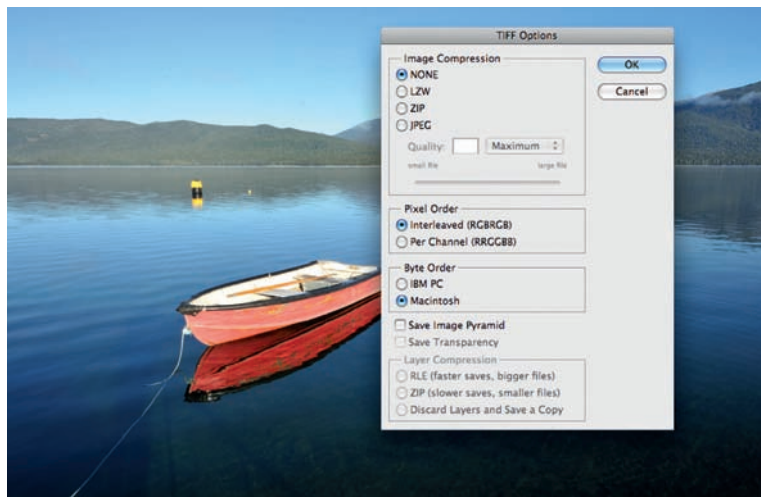 TIFF Options
Image Compression
NONE
LZW
ZIP
JPEG
Quality:
Maximum
small file
large file
Pixel Order
Interleaved (RGBRGB)
Per Channel (RRGGBB)
Byte Order
IBM PC
Macintosh
Save Image Pyramid
Save Transparency
Layer Compression
RLE (faster saves, bigger files)
ZIP (slower saves, smaller files)
Discard Layers and Save a Copy
OK
Cancel